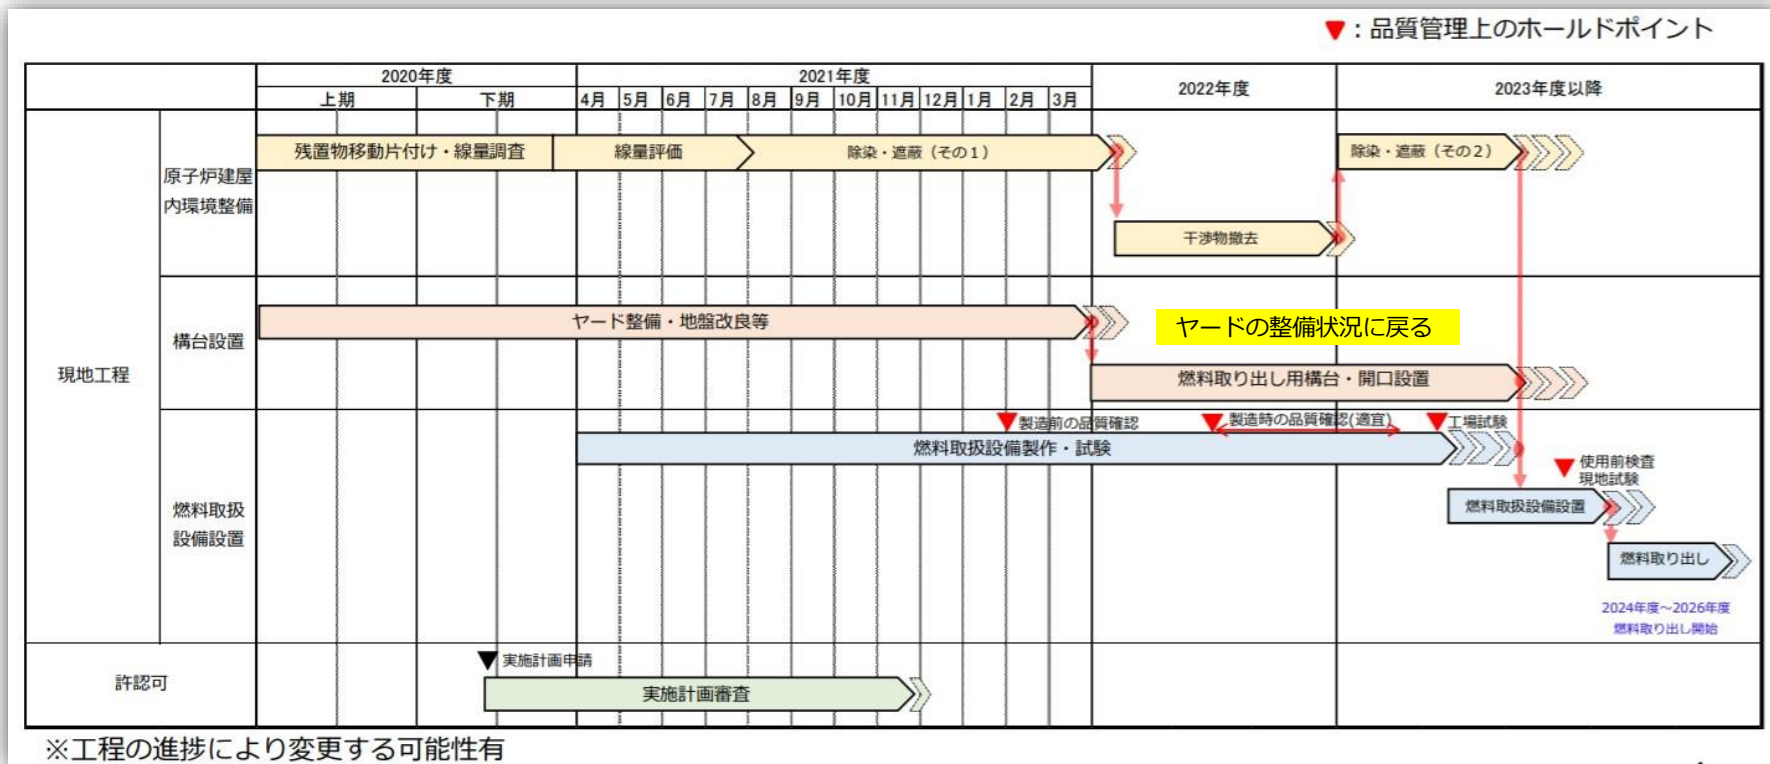 ▼：品質管理上のホールドポイント
2020年度 2021年度 2022年度 2023年度以降
上期 下期 4月 5月 6月 7月 8月 9月 10月 11月 12月 1月 2月 3月
現地工程
原子炉建屋
内環境整備
残置物移動片付け・線量調査 線量評価 除染・遮蔽（その１） 除染・遮蔽（その２）
干渉物撤去
構台設置
ヤード整備・地盤改良等
ヤードの整備状況に戻る
燃料取り出し用構台・開口設置
燃料取扱
設備設置
▼製造前の品質確認 ▼製造時の品質確認(適宜) ▼工場試験
燃料取扱設備製作・試験
▼使用前検査
現地試験
燃料取扱設備設置
燃料取り出し
2024年度～2026年度
燃料取り出し開始
許認可
▼実施計画申請
実施計画審査
※工程の進捗により変更する可能性有